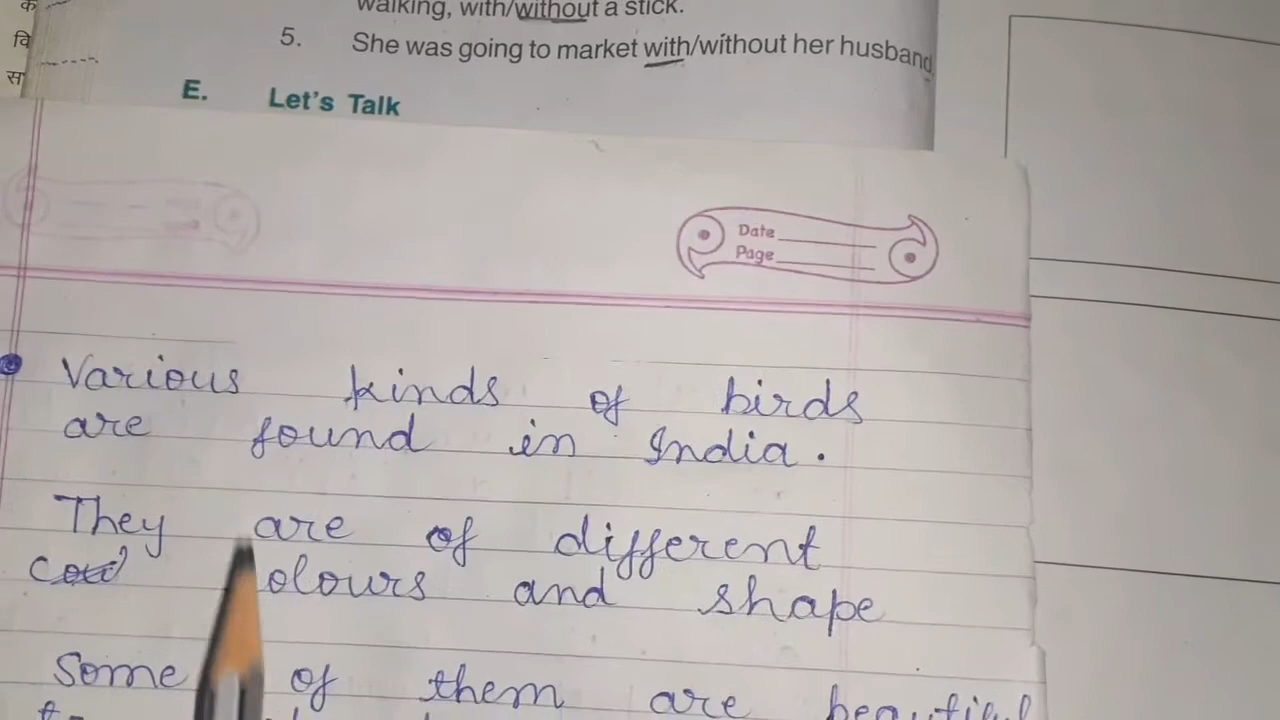 क
वि
स
walking, with/without a stick.
5. She was going to market with/without her husband
E. Let's Talk
Date
Page
Various kinds of birds
are found in India.
They are of different
colours and shape
Some of them are beautiful